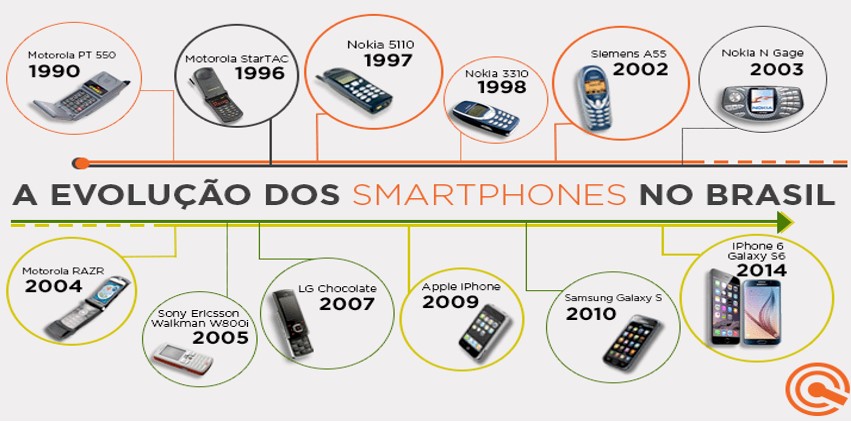 Motorola PT 550
1990
Motorola StarTAC
1996
Nokia 5110
1997
Nokia 3310
1998
Siemens A55
2002
Nokia N Gage
2003
A EVOLUÇÃO DOS SMARTPHONES NO BRASIL
Motorola RAZR
2004
Sony Ericsson
Walkman W800i
2005
LG Chocolate
2007
Apple iPhone
2009
Samsung Galaxy S
2010
iPhone 6
Galaxy S6
2014